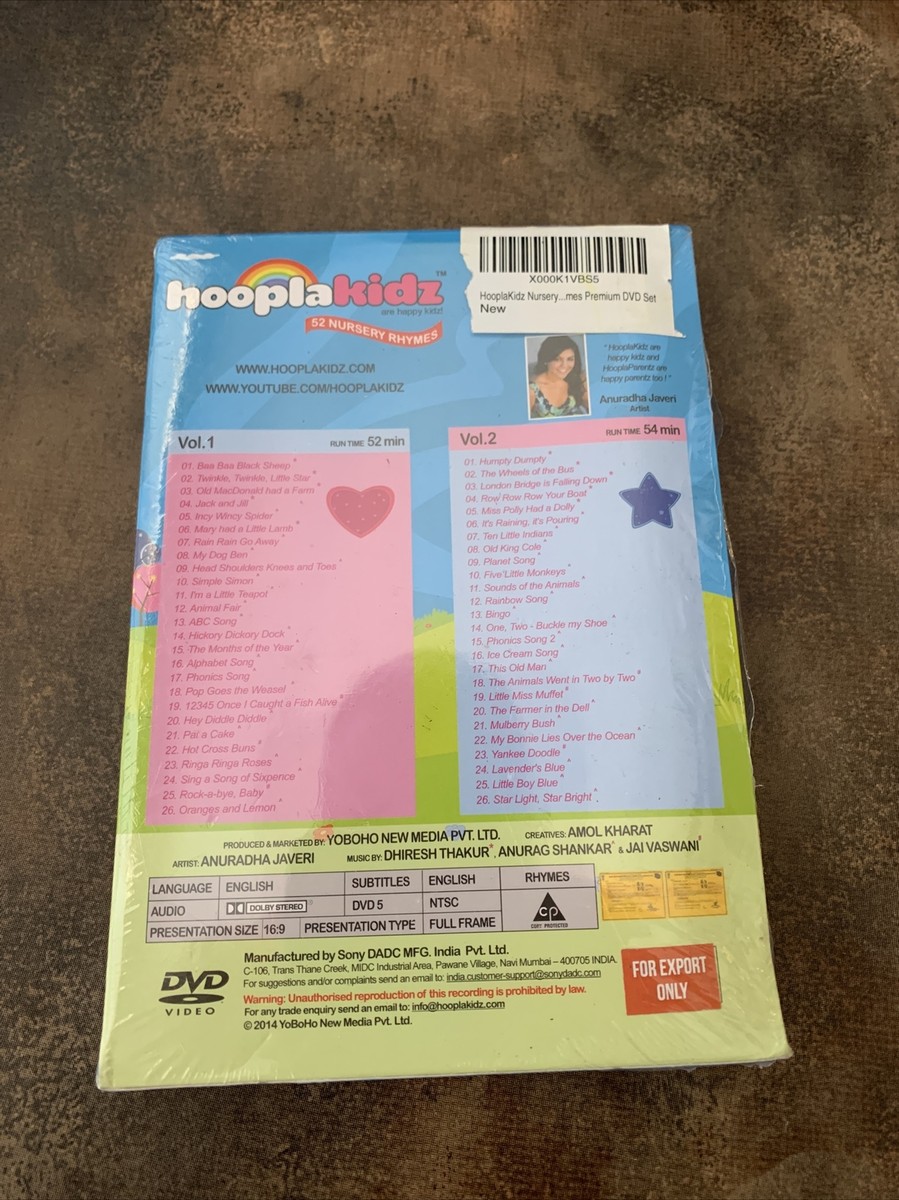 X000K1VBS5
HooplaKidz Nursery...mes Premium DVD Set
New
hooplakidz™
are happy kidz!
52 NURSERY RHYMES
WWW.HOOPLAKIDZ.COM
WWW.YOUTUBE.COM/HOOPLAKIDZ
" HooplaKidz are
happy kidz and
HooplaParentz are
happy parentz too ! "
Anuradha Javeri
Artist
Vol.1 RUN TIME 52 min
01. Baa Baa Black Sheep*
02. Twinkle, Twinkle, Little Star*
03. Old MacDonald had a Farm*
04. Jack and Jill*
05. Incy Wincy Spider*
06. Mary had a Little Lamb*
07. Rain Rain Go Away*
08. My Dog Ben*
09. Head Shoulders Knees and Toes*
10. Simple Simon*
11. I'm a Little Teapot*
12. Animal Fair*
13. ABC Song*
14. Hickory Dickory Dock*
15. The Months of the Year*
16. Alphabet Song*
17. Phonics Song*
18. Pop Goes the Weasel*
19. 12345 Once I Caught a Fish Alive*
20. Hey Diddle Diddle*
21. Pat a Cake*
22. Hot Cross Buns*
23. Ringa Ringa Roses*
24. Sing a Song of Sixpence*
25. Rock-a-bye, Baby*
26. Oranges and Lemon*
Vol.2 RUN TIME 54 min
01. Humpty Dumpty*
02. The Wheels of the Bus*
03. London Bridge is Falling Down*
04. Row Row Row Your Boat*
05. Miss Polly Had a Dolly*
06. It's Raining, it's Pouring*
07. Ten Little Indians*
08. Old King Cole*
09. Planet Song*
10. Five Little Monkeys*
11. Sounds of the Animals*
12. Rainbow Song*
13. Bingo*
14. One, Two - Buckle my Shoe*
15. Phonics Song 2*
16. Ice Cream Song*
17. This Old Man*
18. The Animals Went in Two by Two*
19. Little Miss Muffet*
20. The Farmer in the Dell*
21. Mulberry Bush*
22. My Bonnie Lies Over the Ocean*
23. Yankee Doodle*
24. Lavender's Blue*
25. Little Boy Blue*
26. Star Light, Star Bright*
PRODUCED & MARKETED BY: YOBOHO NEW MEDIA PVT. LTD. CREATIVES: AMOL KHARAT
ARTIST: ANURADHA JAVERI MUSIC BY: DHIRESH THAKUR*, ANURAG SHANKAR* & JAI VASWANI*
LANGUAGE ENGLISH SUBTITLES ENGLISH RHYMES
AUDIO DOLBY STEREO DVD 5 NTSC
PRESENTATION SIZE 16:9 PRESENTATION TYPE FULL FRAME
CP
COPY PROTECTED
DVD
VIDEO
Manufactured by Sony DADC MFG. India Pvt. Ltd.
C-106, Trans Thane Creek, MIDC Industrial Area, Pawane Village, Navi Mumbai – 400705 INDIA.
For suggestions and/or complaints send an email to: india.customer-support@sonydadc.com
Warning: Unauthorised reproduction of this recording is prohibited by law.
For any trade enquiry send an email to: info@hooplakidz.com
© 2014 YoBoHo New Media Pvt. Ltd.
FOR EXPORT
ONLY